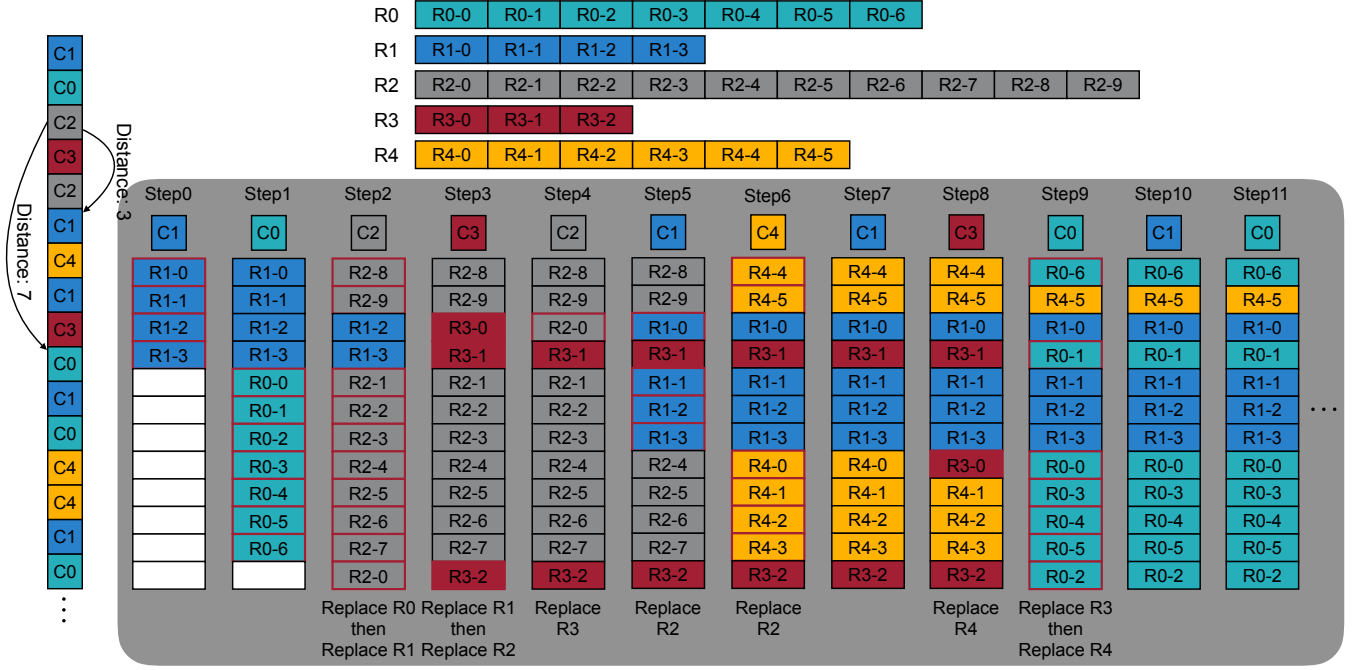 R0 R0-0 R0-1 R0-2 R0-3 R0-4 R0-5 R0-6
R1 R1-0 R1-1 R1-2 R1-3
R2 R2-0 R2-1 R2-2 R2-3 R2-4 R2-5 R2-6 R2-7 R2-8 R2-9
R3 R3-0 R3-1 R3-2
R4 R4-0 R4-1 R4-2 R4-3 R4-4 R4-5
C1
C0
C2
C3
C2
C1
C4
C1
C3
C0
C1
C0
C4
C4
C1
C0
Distance: 3
Distance: 7
Step0 Step1 Step2 Step3 Step4 Step5 Step6 Step7 Step8 Step9 Step10 Step11
C1 C0 C2 C3 C2 C1 C4 C1 C3 C0 C1 C0
R1-0 R1-0 R2-8 R2-8 R2-8 R2-8 R4-4 R4-4 R4-4 R0-6 R0-6 R0-6
R1-1 R1-1 R2-9 R2-9 R2-9 R2-9 R4-5 R4-5 R4-5 R4-5 R4-5 R4-5
R1-2 R1-2 R1-2 R3-0 R2-0 R1-0 R1-0 R1-0 R1-0 R1-0 R1-0 R1-0
R1-3 R1-3 R1-3 R3-1 R3-1 R3-1 R3-1 R3-1 R3-1 R0-1 R0-1 R0-1
R0-0 R2-1 R2-1 R2-1 R1-1 R1-1 R1-1 R1-1 R1-1 R1-1 R1-1
R0-1 R2-2 R2-2 R2-2 R1-2 R1-2 R1-2 R1-2 R1-2 R1-2 R1-2
R0-2 R2-3 R2-3 R2-3 R1-3 R1-3 R1-3 R1-3 R1-3 R1-3 R1-3
R0-3 R2-4 R2-4 R2-4 R2-4 R4-0 R4-0 R3-0 R0-0 R0-0 R0-0
R0-4 R2-5 R2-5 R2-5 R2-5 R4-1 R4-1 R4-1 R0-3 R0-3 R0-3
R0-5 R2-6 R2-6 R2-6 R2-6 R4-2 R4-2 R4-2 R0-4 R0-4 R0-4
R0-6 R2-7 R2-7 R2-7 R2-7 R4-3 R4-3 R4-3 R0-5 R0-5 R0-5
R2-0 R3-2 R3-2 R3-2 R3-2 R3-2 R3-2 R0-2 R0-2 R0-2
Replace R0
then
Replace R1
Replace R1
then
Replace R2
Replace
R3
Replace
R2
Replace
R2
Replace
R4
Replace R3
then
Replace R4